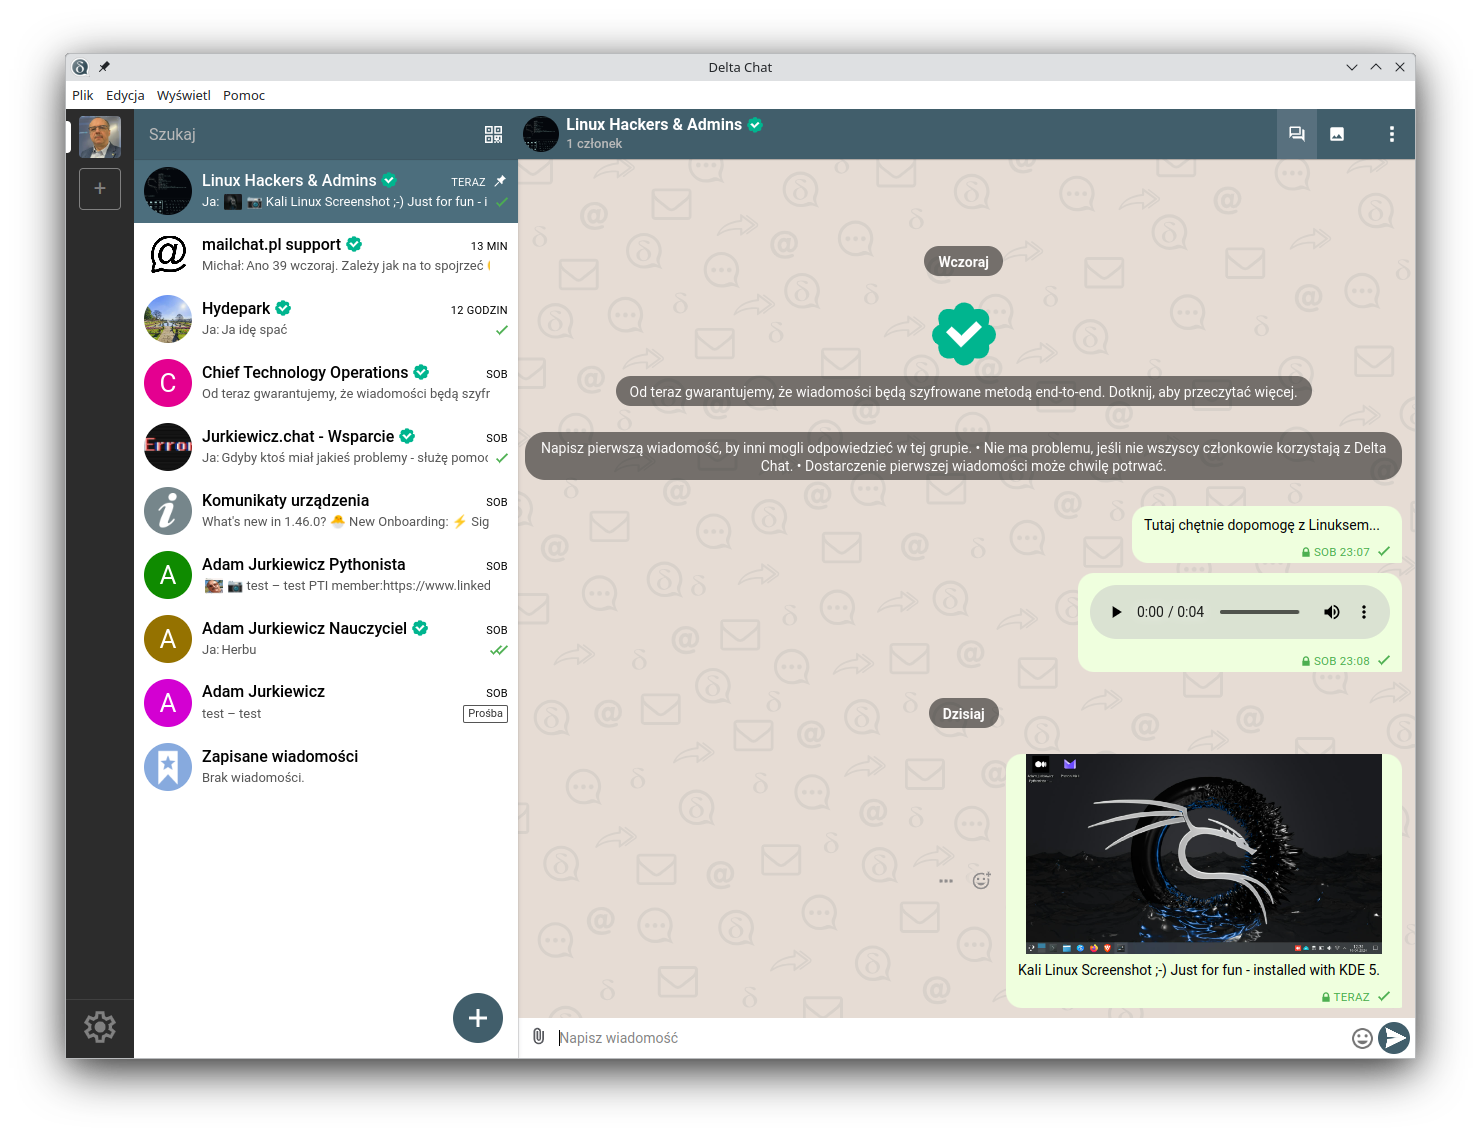 Delta Chat
Plik Edycja Wyświetl Pomoc
Szukaj
Linux Hackers & Admins
1 członek
Linux Hackers & Admins TERAZ
Ja: Kali Linux Screenshot ;-) Just for fun - i
mailchat.pl support 13 MIN
Michał: Ano 39 wczoraj. Zależy jak na to spojrzeć
Hydepark 12 GODZIN
Ja: Ja idę spać
C
Chief Technology Operations SOB
Od teraz gwarantujemy, że wiadomości będą szyfr
Error
Jurkiewicz.chat - Wsparcie SOB
Ja: Gdyby ktoś miał jakieś problemy - służę pomoc
Komunikaty urządzenia SOB
What's new in 1.46.0? 🐣 New Onboarding: ⚡ Sig
A
Adam Jurkiewicz Pythonista SOB
📷 test – test PTI member:https://www.linked
A
Adam Jurkiewicz Nauczyciel SOB
Ja: Herbu
A
Adam Jurkiewicz SOB
test – test Prośba
Zapisane wiadomości
Brak wiadomości.
Wczoraj
Od teraz gwarantujemy, że wiadomości będą szyfrowane metodą end-to-end. Dotknij, aby przeczytać więcej.
Napisz pierwszą wiadomość, by inni mogli odpowiedzieć w tej grupie. • Nie ma problemu, jeśli nie wszyscy członkowie korzystają z Delta
Chat. • Dostarczenie pierwszej wiadomości może chwilę potrwać.
Tutaj chętnie dopomogę z Linuksem...
SOB 23:07
0:00 / 0:04
SOB 23:08
Dzisiaj
Kali Linux Screenshot ;-) Just for fun - installed with KDE 5.
TERAZ
Napisz wiadomość